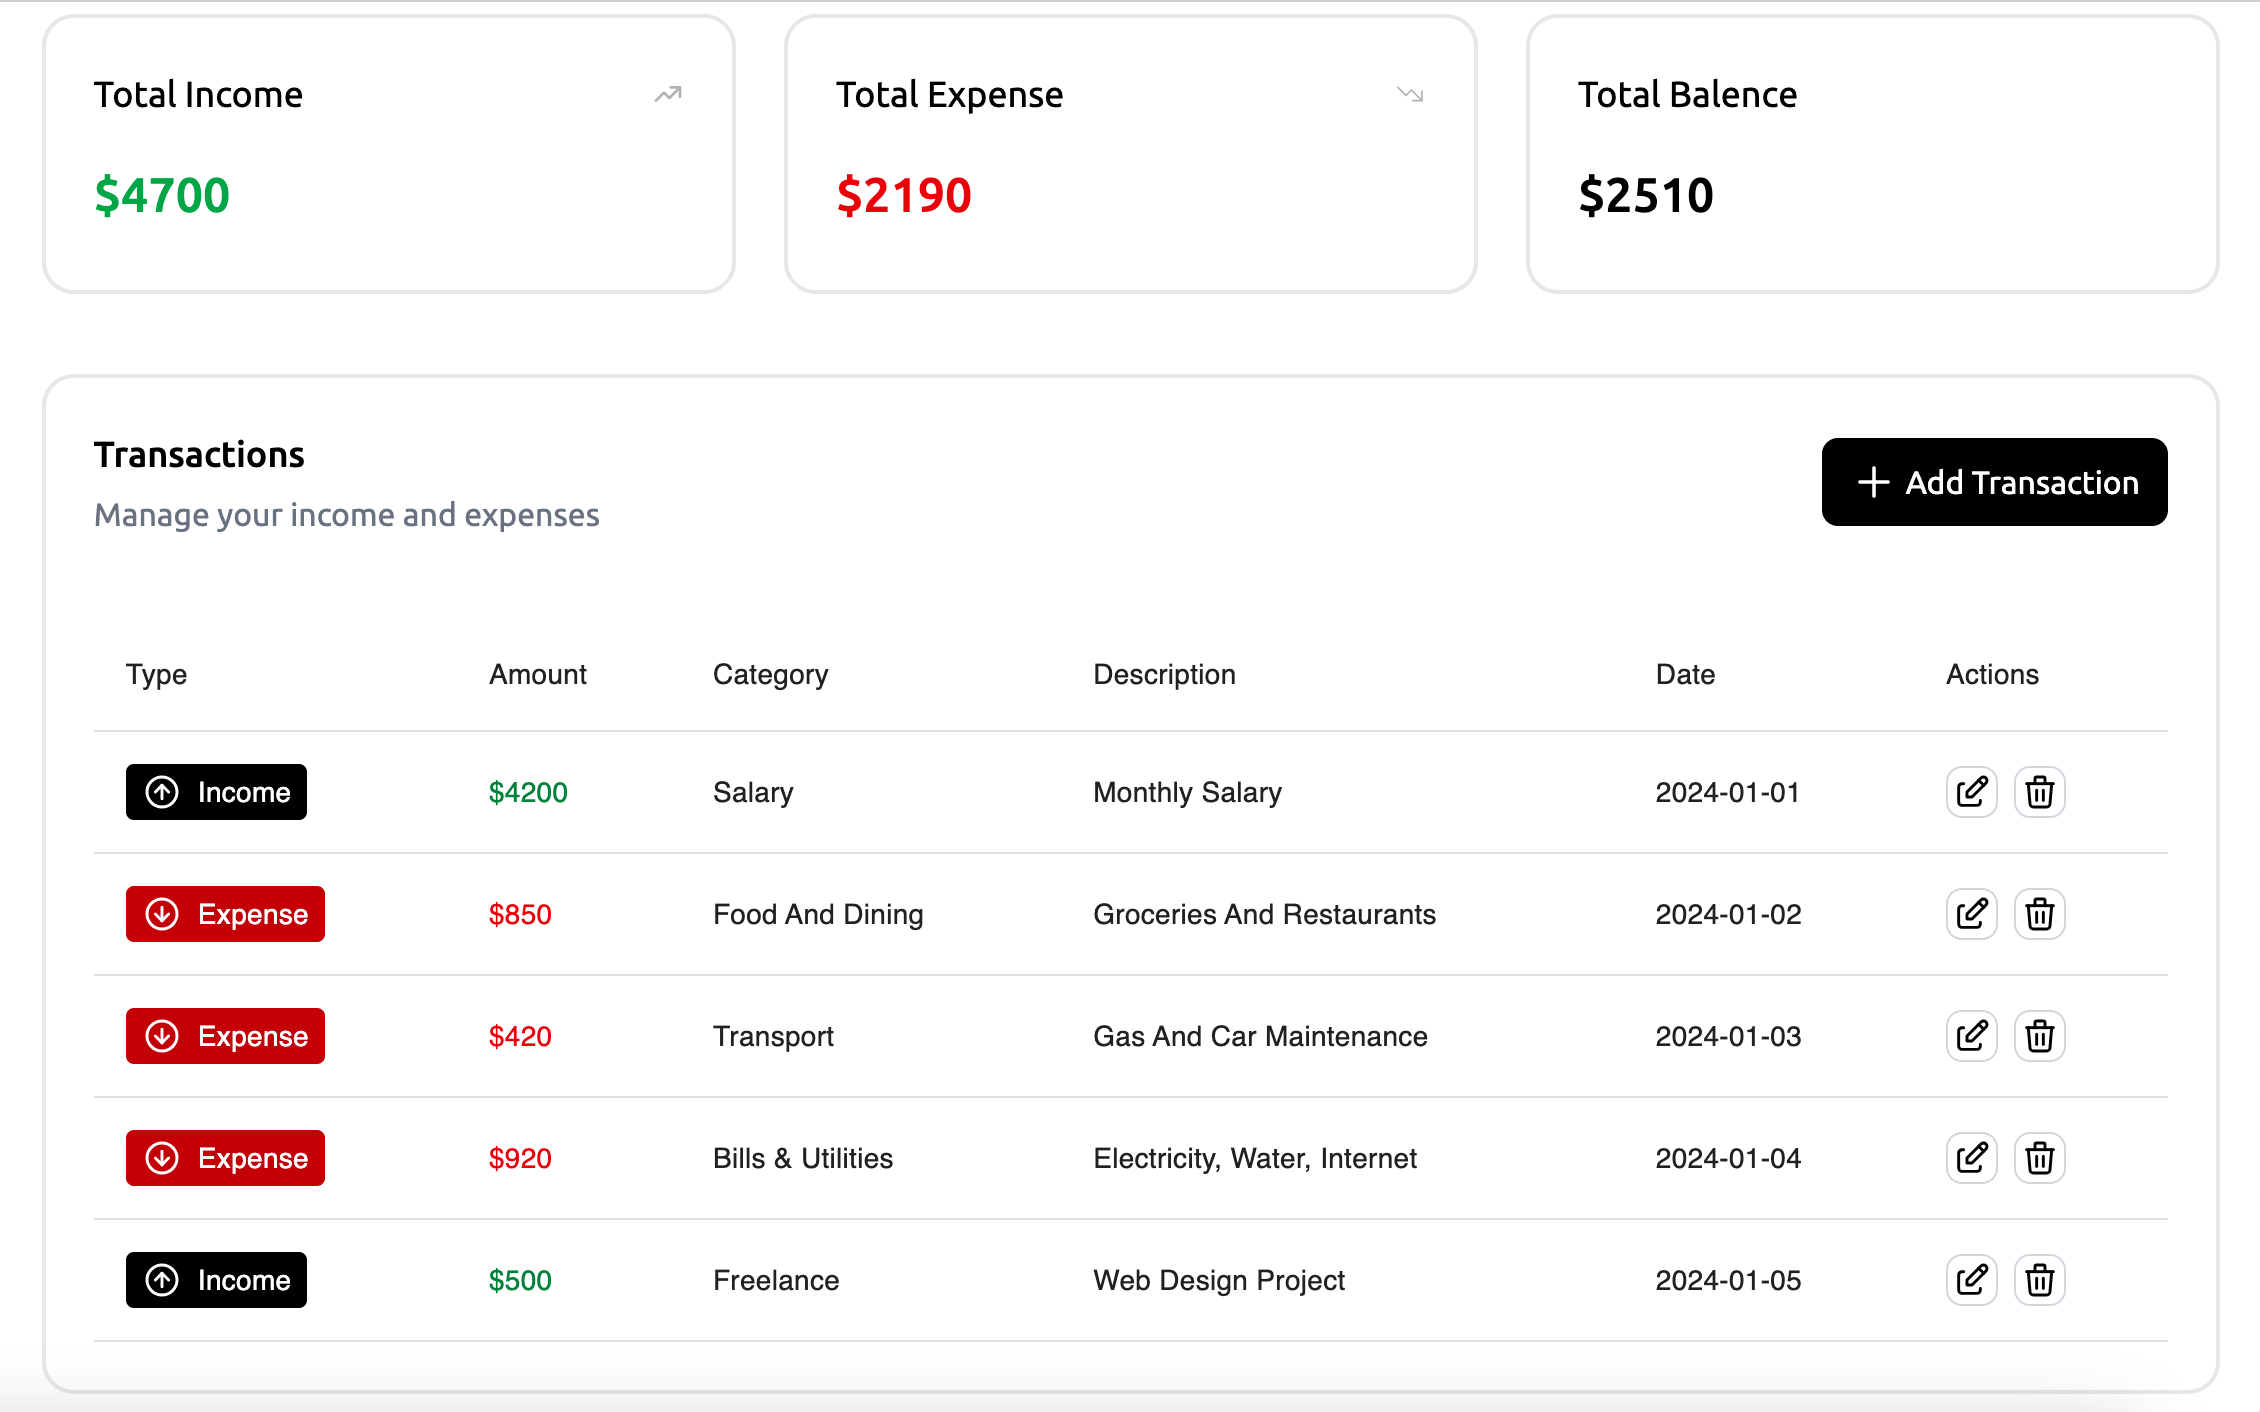 Total Income
$4700
Total Expense
$2190
Total Balence
$2510
Transactions
Manage your income and expenses
Add Transaction
Type Amount Category Description Date Actions
Income $4200 Salary Monthly Salary 2024-01-01
Expense $850 Food And Dining Groceries And Restaurants 2024-01-02
Expense $420 Transport Gas And Car Maintenance 2024-01-03
Expense $920 Bills & Utilities Electricity, Water, Internet 2024-01-04
Income $500 Freelance Web Design Project 2024-01-05